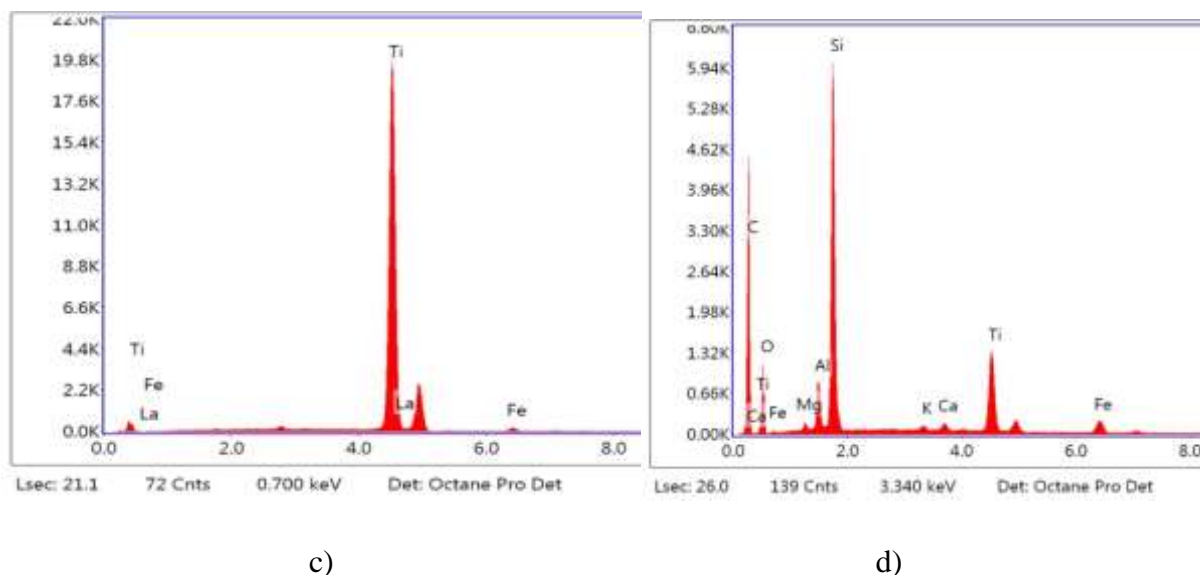 22.0K
19.8K
17.6K
15.4K
13.2K
11.0K
8.8K
6.6K
4.4K
2.2K
0.0K
Ti
Ti
Fe
La
La
Fe
0.0 2.0 4.0 6.0 8.0
Lsec: 21.1 72 Cnts 0.700 keV Det: Octane Pro Det
c)
6.60K
5.94K
5.28K
4.62K
3.96K
3.30K
2.64K
1.98K
1.32K
0.66K
0.00K
Si
C
O
Ti
Ca
Fe
Mg
Al
K
Ca
Ti
Fe
0.0 2.0 4.0 6.0 8.0
Lsec: 26.0 139 Cnts 3.340 keV Det: Octane Pro Det
d)